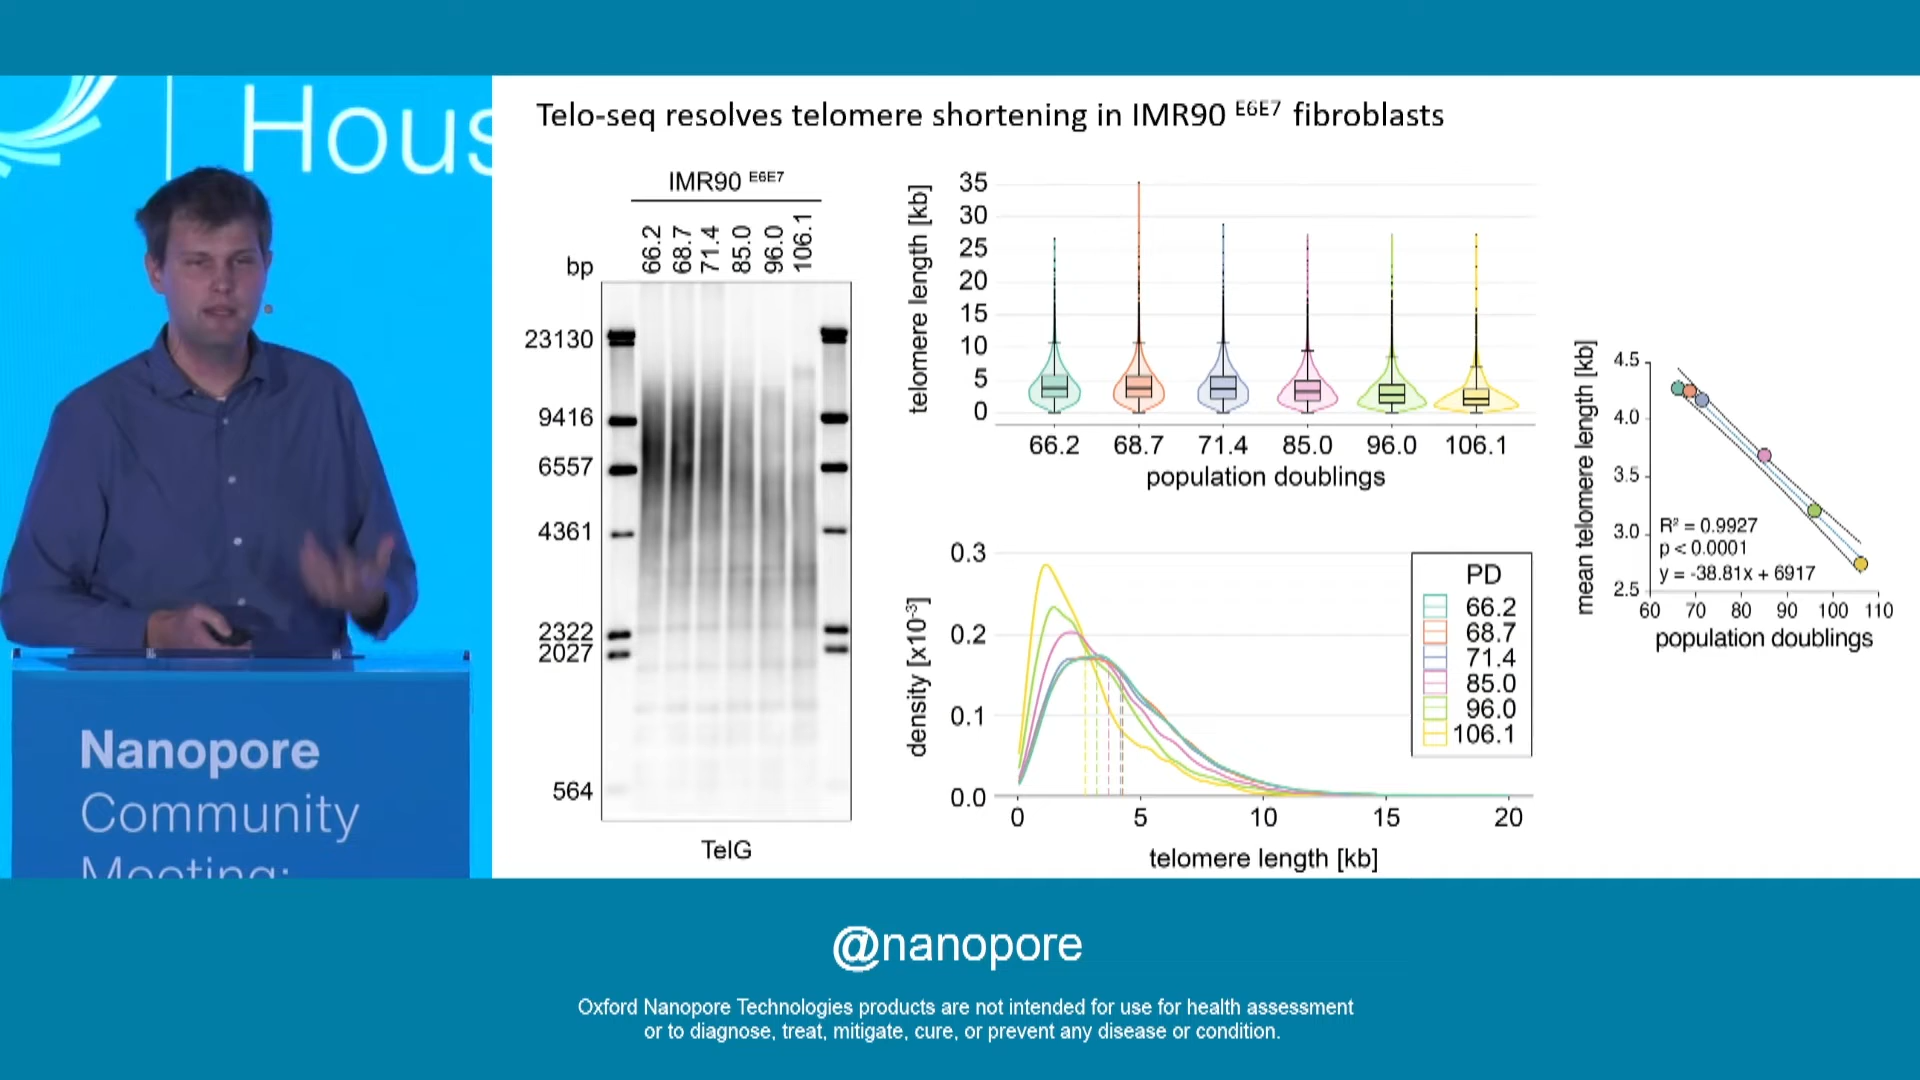 Hous
Telo-seq resolves telomere shortening in IMR90 E6E7 fibroblasts
IMR90 E6E7
bp
66.2
68.7
71.4
85.0
96.0
106.1
23130
9416
6557
4361
2322
2027
564
TelG
telomere length [kb]
35
30
25
20
15
10
5
0
66.2 68.7 71.4 85.0 96.0 106.1
population doublings
density [x10-3]
0.3
0.2
0.1
0.0
0 5 10 15 20
telomere length [kb]
PD
66.2
68.7
71.4
85.0
96.0
106.1
mean telomere length [kb]
4.5
4.0
3.5
3.0
2.5
R² = 0.9927
p < 0.0001
y = -38.81x + 6917
60 70 80 90 100 110
population doublings
Nanopore
Community
Meeting:
@nanopore
Oxford Nanopore Technologies products are not intended for use for health assessment
or to diagnose, treat, mitigate, cure, or prevent any disease or condition.